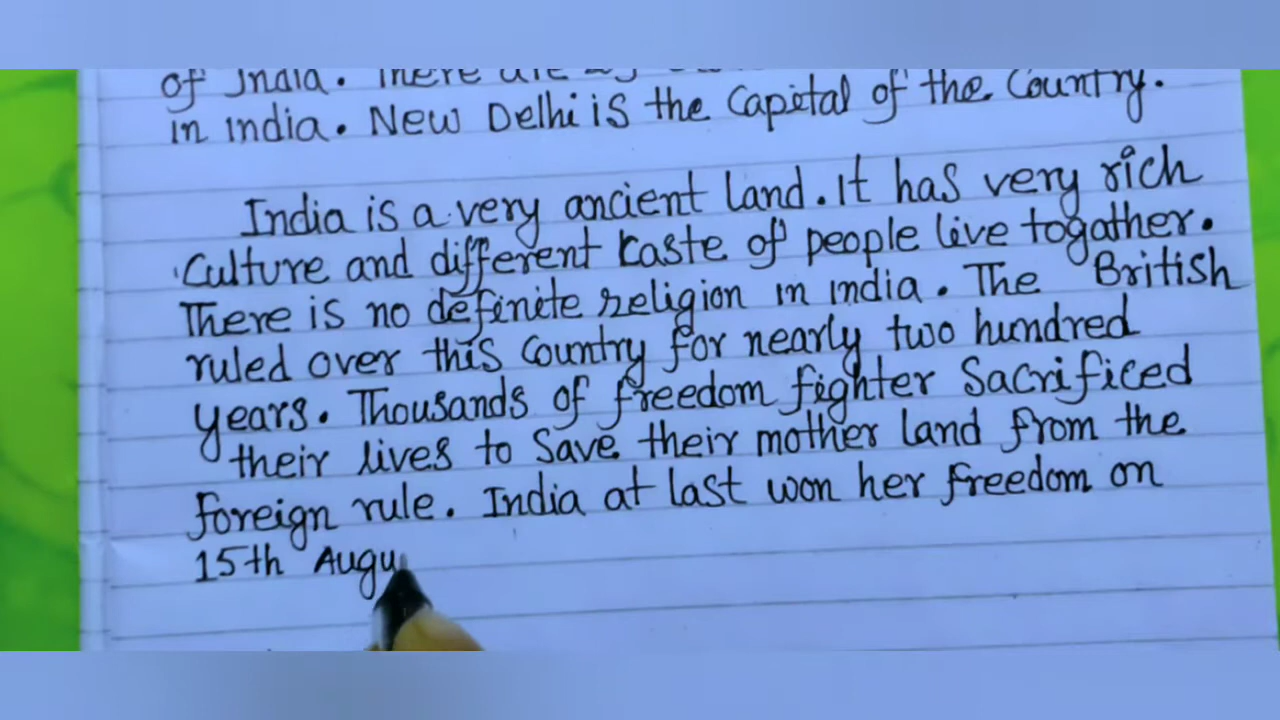 of India. There are
in india. New Delhi is the Capital of the Country.
India is a very ancient land. it has very rich
Culture and different kaste of people live togather.
There is no definite religion in india. The British
ruled over this Country for nearly two hundred
years. Thousands of freedom fighter Sacrificed
their lives to Save their mother land from the
foreign rule. India at last won her freedom on
15th Augu